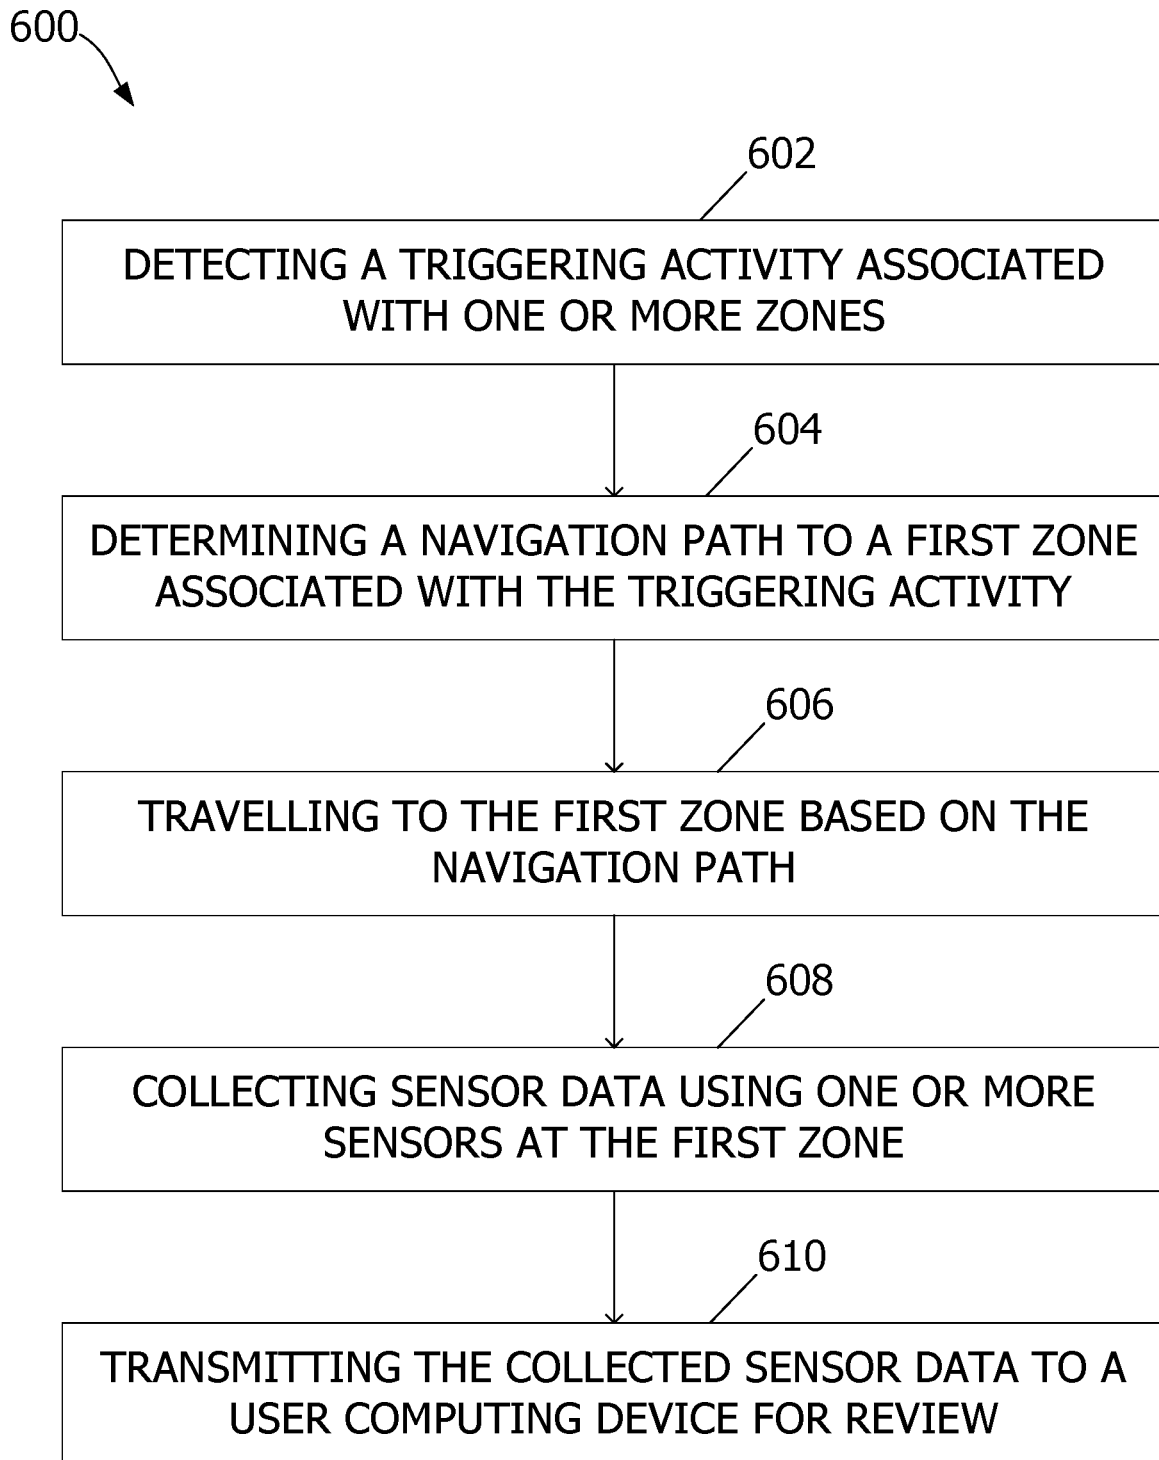 600
602
DETECTING A TRIGGERING ACTIVITY ASSOCIATED
WITH ONE OR MORE ZONES
604
DETERMINING A NAVIGATION PATH TO A FIRST ZONE
ASSOCIATED WITH THE TRIGGERING ACTIVITY
606
TRAVELLING TO THE FIRST ZONE BASED ON THE
NAVIGATION PATH
608
COLLECTING SENSOR DATA USING ONE OR MORE
SENSORS AT THE FIRST ZONE
610
TRANSMITTING THE COLLECTED SENSOR DATA TO A
USER COMPUTING DEVICE FOR REVIEW